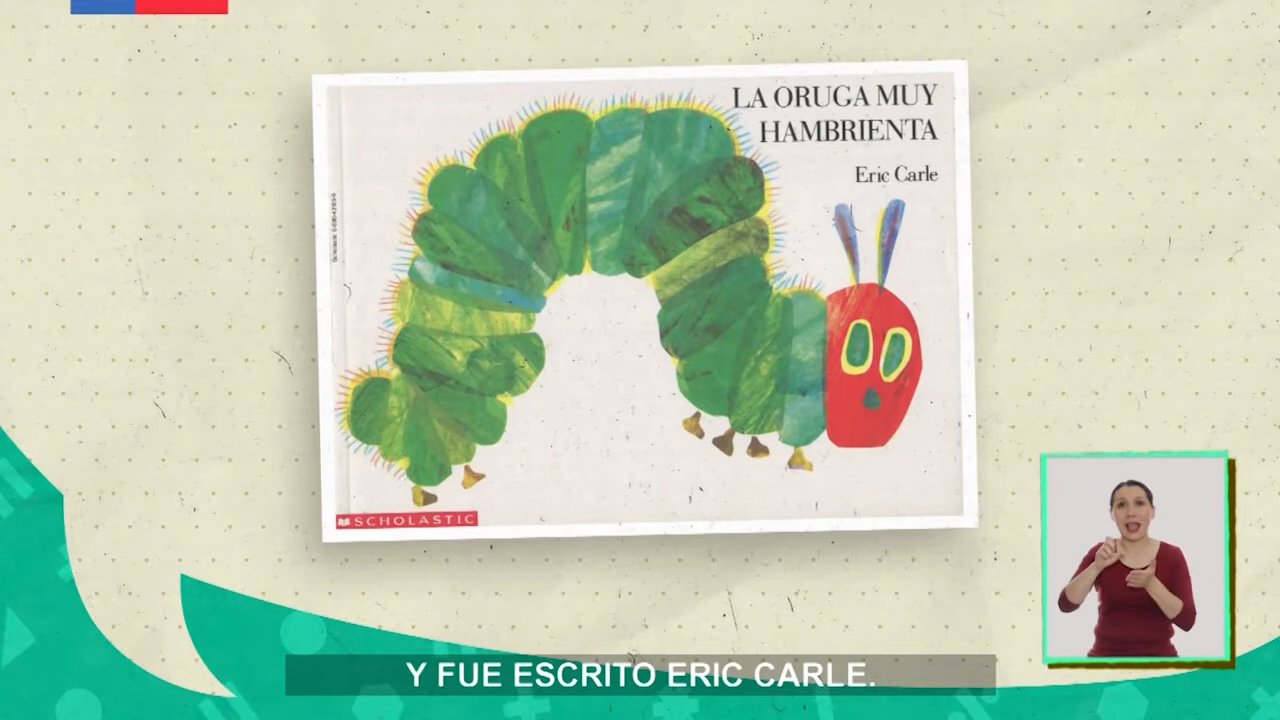 LA ORUGA MUY
HAMBRIENTA
Eric Carle
SCHOLASTIC
Y FUE ESCRITO ERIC CARLE.